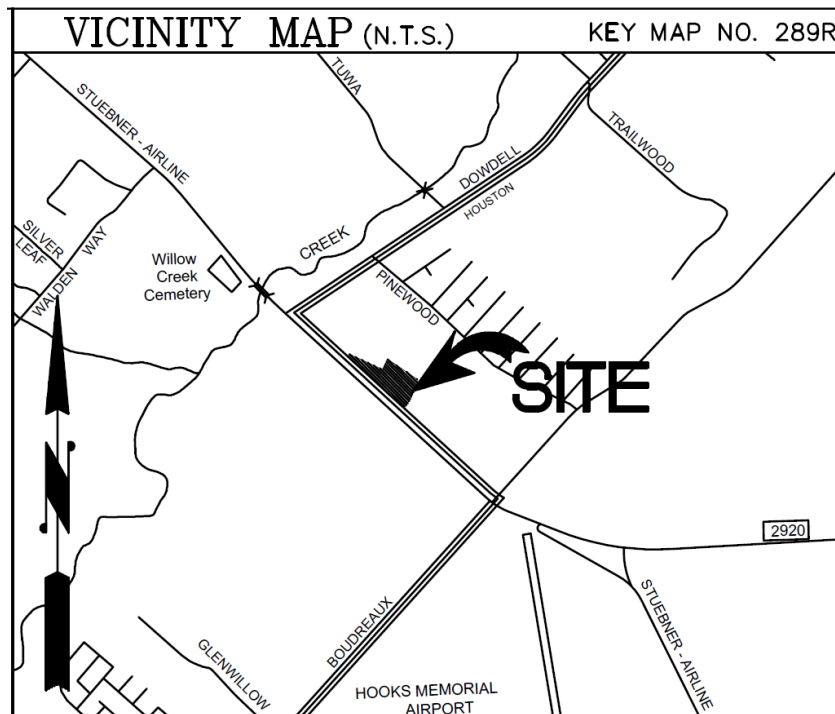 VICINITY MAP (N.T.S.)
KEY MAP NO. 289R
STUEBNER - AIRLINE
TUWA
TRAILWOOD
DOWDELL
HOUSTON
SILVER
LEAF
WALDEN WAY
Willow
Creek
Cemetery
CREEK
PINEWOOD
SITE
N
2920
BOUDREAUX
STUEBNER - AIRLINE
GLENWILLOW
HOOKS MEMORIAL
AIRPORT